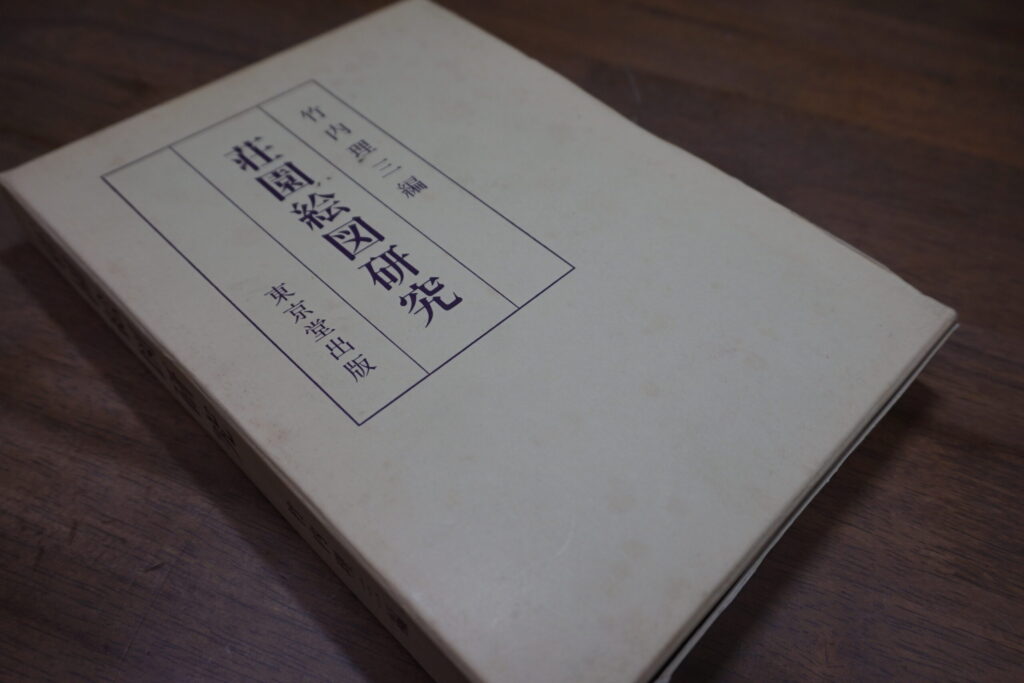 竹内理三編
荘園絵図研究
東京堂出版